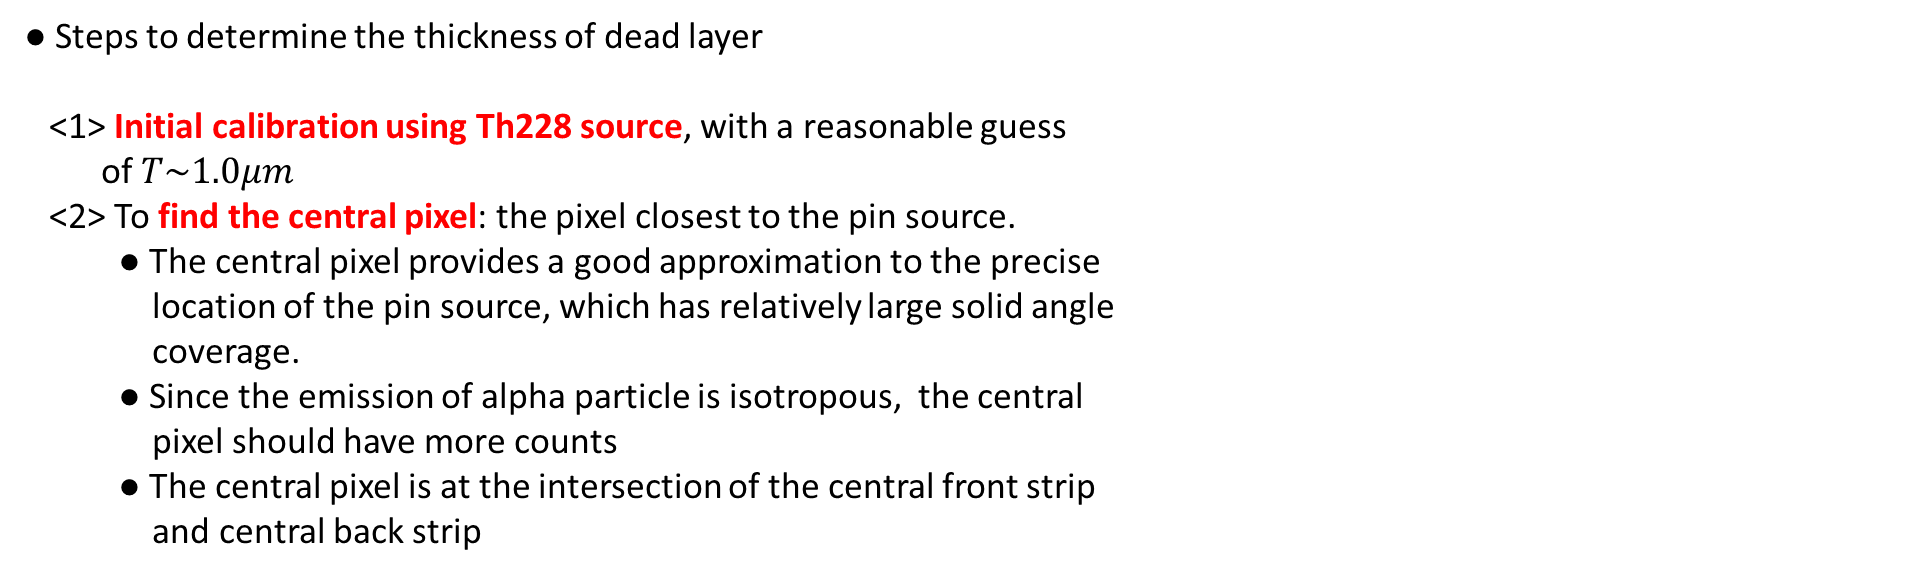 ● Steps to determine the thickness of dead layer
<1> Initial calibration using Th228 source, with a reasonable guess
of T~1.0μm
<2> To find the central pixel: the pixel closest to the pin source.
● The central pixel provides a good approximation to the precise
location of the pin source, which has relatively large solid angle
coverage.
● Since the emission of alpha particle is isotropous, the central
pixel should have more counts
● The central pixel is at the intersection of the central front strip
and central back strip